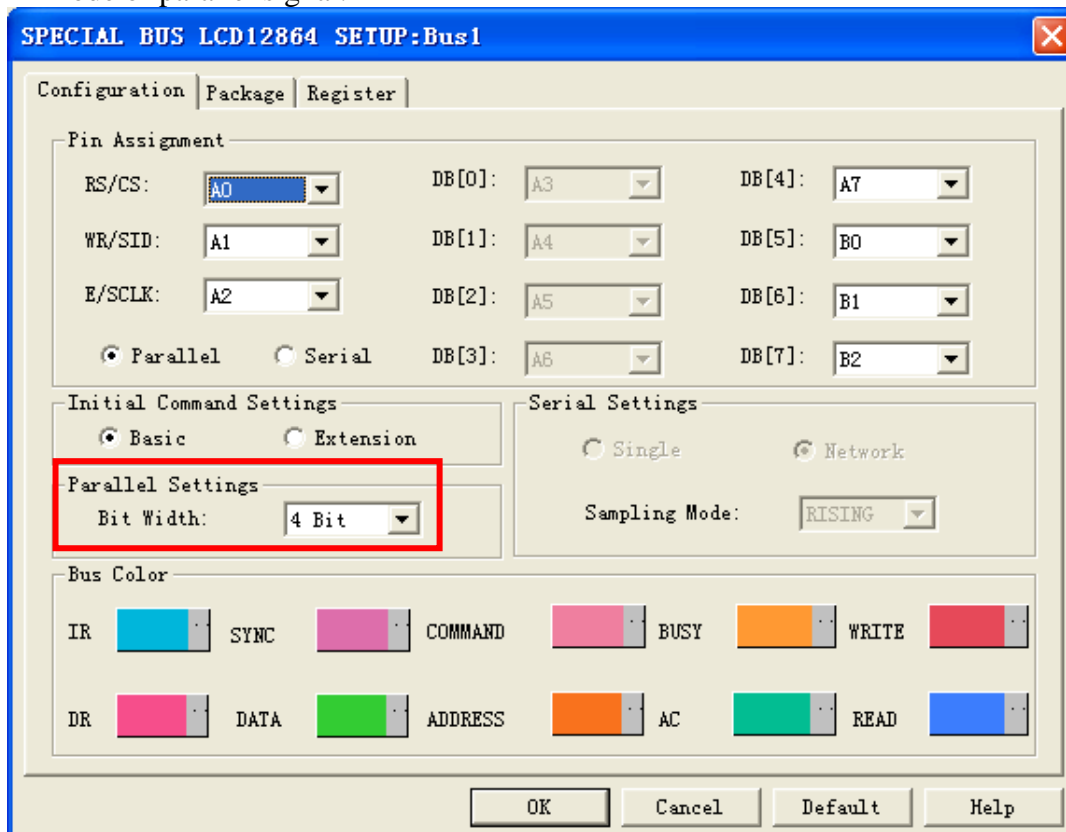 SPECIAL BUS LCD12864 SETUP:Bus1
Configuration Package Register
Pin Assignment
RS/CS: A0 DB[0]: A3 DB[4]: A7
WR/SID: A1 DB[1]: A4 DB[5]: B0
E/SCLK: A2 DB[2]: A5 DB[6]: B1
Parallel Serial DB[3]: A6 DB[7]: B2
Initial Command Settings Serial Settings
Basic Extension Single Network
Parallel Settings
Bit Width: 4 Bit Sampling Mode: RISING
Bus Color
IR SYNC COMMAND BUSY WRITE
DR DATA ADDRESS AC READ
OK Cancel Default Help